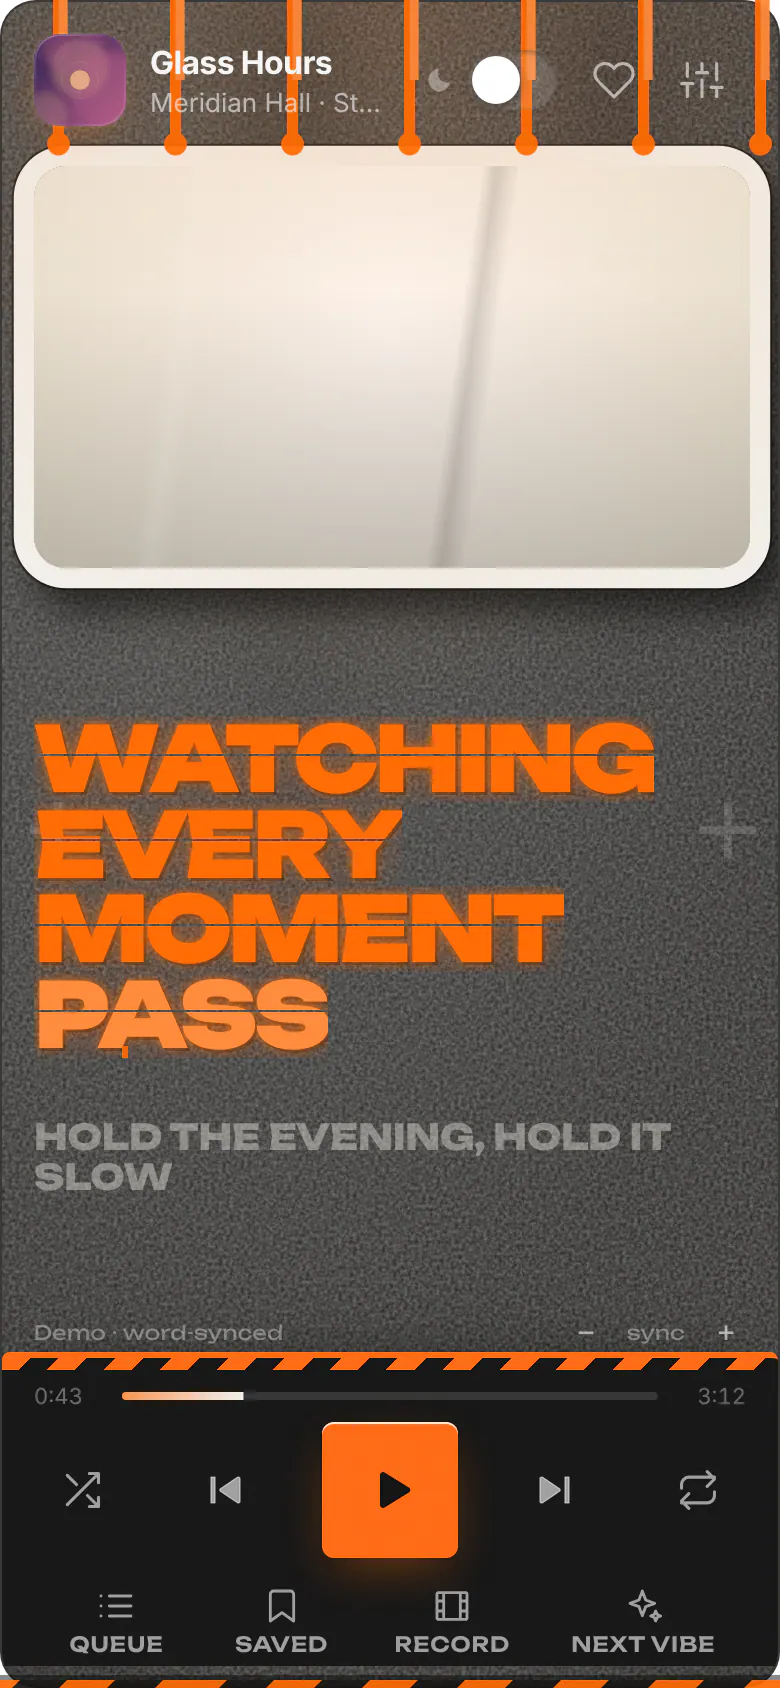 Glass Hours
Meridian Hall · St...
WATCHING
EVERY
MOMENT
PASS
HOLD THE EVENING, HOLD IT
SLOW
Demo · word-synced
− sync +
0:43 3:12
QUEUE SAVED RECORD NEXT VIBE